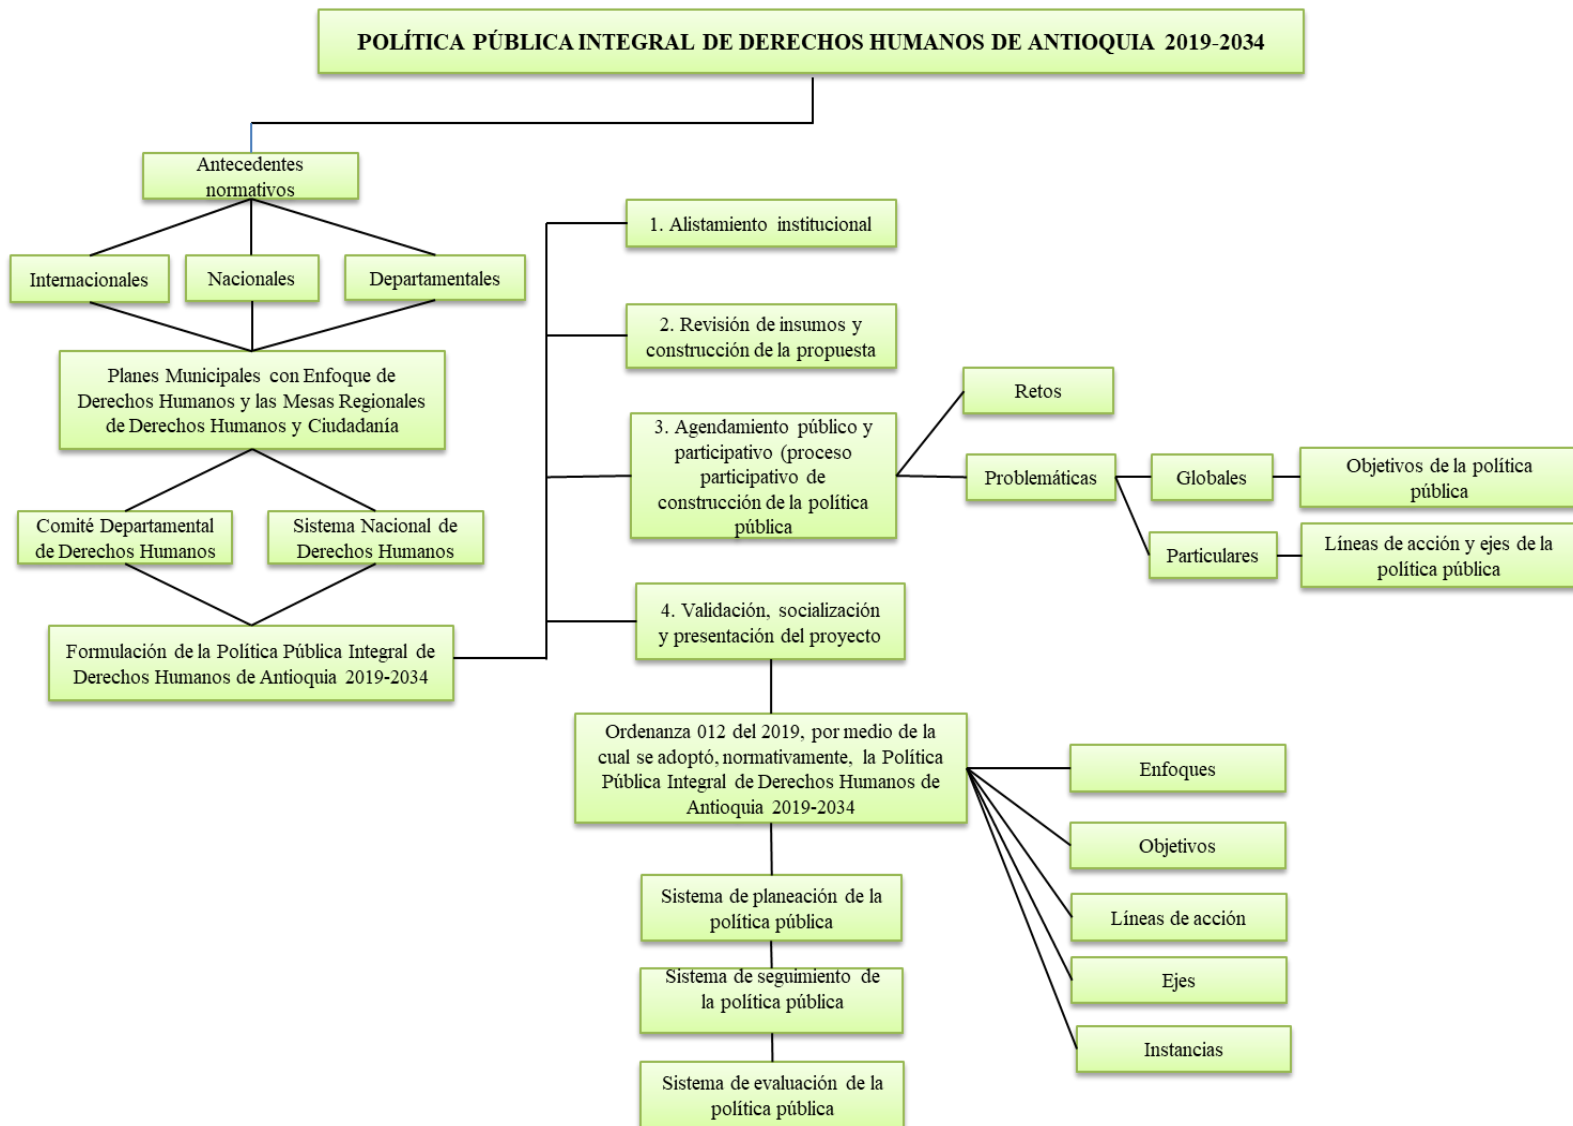 POLÍTICA PÚBLICA INTEGRAL DE DERECHOS HUMANOS DE ANTIOQUIA 2019-2034
Antecedentes
normativos
Internacionales
Nacionales
Departamentales
Planes Municipales con Enfoque de
Derechos Humanos y las Mesas Regionales
de Derechos Humanos y Ciudadanía
Comité Departamental
de Derechos Humanos
Sistema Nacional de
Derechos Humanos
Formulación de la Política Pública Integral de
Derechos Humanos de Antioquia 2019-2034
1. Alistamiento institucional
2. Revisión de insumos y
construcción de la propuesta
3. Agendamiento público y
participativo (proceso
participativo de
construcción de la política
pública
Retos
Problemáticas
Globales
Objetivos de la política
pública
Particulares
Líneas de acción y ejes de la
política pública
4. Validación, socialización
y presentación del proyecto
Ordenanza 012 del 2019, por medio de la
cual se adoptó, normativamente, la Política
Pública Integral de Derechos Humanos de
Antioquia 2019-2034
Enfoques
Objetivos
Líneas de acción
Ejes
Instancias
Sistema de planeación de la
política pública
Sistema de seguimiento de
la política pública
Sistema de evaluación de la
política pública